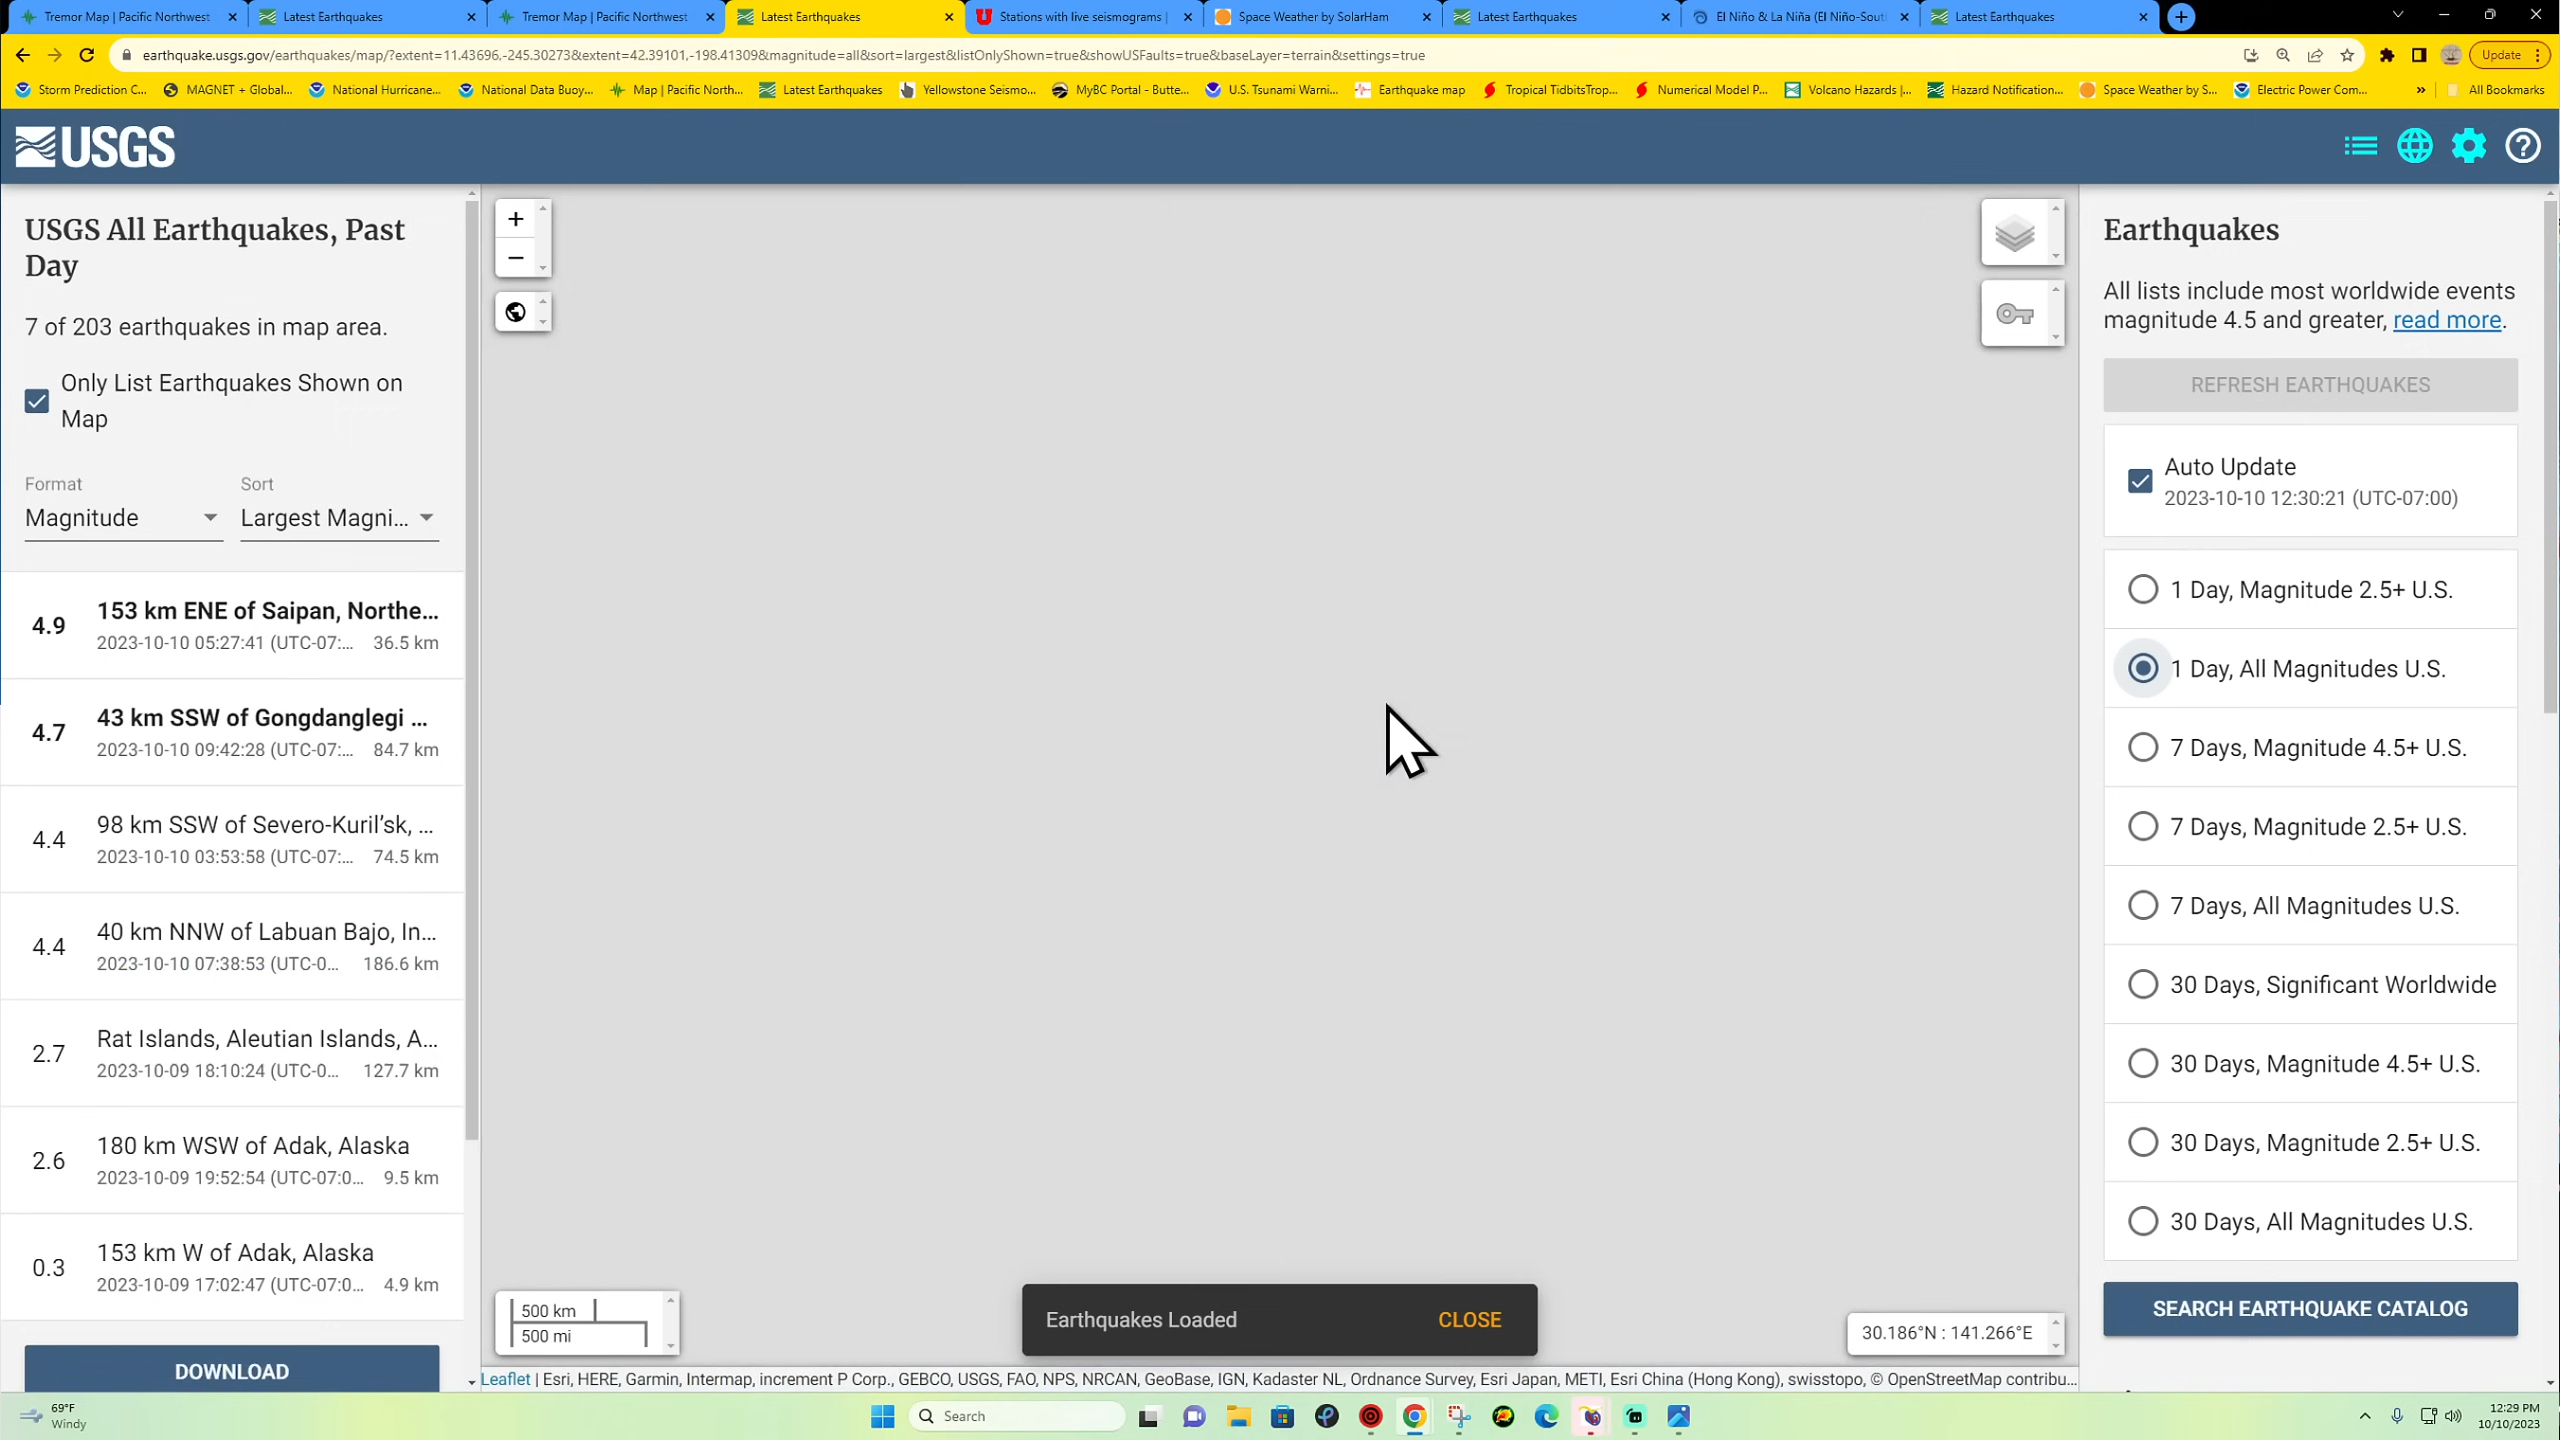 Tremor Map | Pacific Northwest
Latest Earthquakes
Tremor Map | Pacific Northwest
Latest Earthquakes
Stations with live seismograms |
Space Weather by SolarHam
Latest Earthquakes
El Niño & La Niña (El Niño-Sout
Latest Earthquakes
earthquake.usgs.gov/earthquakes/map/?extent=11.43696,-245.30273&extent=42.39101,-198.41309&magnitude=all&sort=largest&listOnlyShown=true&showUSFaults=true&baseLayer=terrain&settings=true
Update
Storm Prediction C...
MAGNET + Global...
National Hurricane...
National Data Buoy...
Map | Pacific North...
Latest Earthquakes
Yellowstone Seismo...
MyBC Portal - Butte...
U.S. Tsunami Warni...
Earthquake map
Tropical TidbitsTrop...
Numerical Model P...
Volcano Hazards |...
Hazard Notification...
Space Weather by S...
Electric Power Com...
»
All Bookmarks
USGS
USGS All Earthquakes, Past
Day
7 of 203 earthquakes in map area.
Only List Earthquakes Shown on
Map
Format
Sort
Magnitude
Largest Magni...
4.9
153 km ENE of Saipan, Northe...
2023-10-10 05:27:41 (UTC-07:... 36.5 km
4.7
43 km SSW of Gongdanglegi ...
2023-10-10 09:42:28 (UTC-07:... 84.7 km
4.4
98 km SSW of Severo-Kuril’sk, ...
2023-10-10 03:53:58 (UTC-07:... 74.5 km
4.4
40 km NNW of Labuan Bajo, In...
2023-10-10 07:38:53 (UTC-0... 186.6 km
2.7
Rat Islands, Aleutian Islands, A...
2023-10-09 18:10:24 (UTC-0... 127.7 km
2.6
180 km WSW of Adak, Alaska
2023-10-09 19:52:54 (UTC-07:0... 9.5 km
0.3
153 km W of Adak, Alaska
2023-10-09 17:02:47 (UTC-07:0... 4.9 km
DOWNLOAD
+
−
500 km
500 mi
Earthquakes Loaded
CLOSE
30.186°N : 141.266°E
Leaflet | Esri, HERE, Garmin, Intermap, increment P Corp., GEBCO, USGS, FAO, NPS, NRCAN, GeoBase, IGN, Kadaster NL, Ordnance Survey, Esri Japan, METI, Esri China (Hong Kong), swisstopo, © OpenStreetMap contribu...
Earthquakes
All lists include most worldwide events
magnitude 4.5 and greater, read more.
REFRESH EARTHQUAKES
Auto Update
2023-10-10 12:30:21 (UTC-07:00)
1 Day, Magnitude 2.5+ U.S.
1 Day, All Magnitudes U.S.
7 Days, Magnitude 4.5+ U.S.
7 Days, Magnitude 2.5+ U.S.
7 Days, All Magnitudes U.S.
30 Days, Significant Worldwide
30 Days, Magnitude 4.5+ U.S.
30 Days, Magnitude 2.5+ U.S.
30 Days, All Magnitudes U.S.
SEARCH EARTHQUAKE CATALOG
69°F
Windy
Search
12:29 PM
10/10/2023